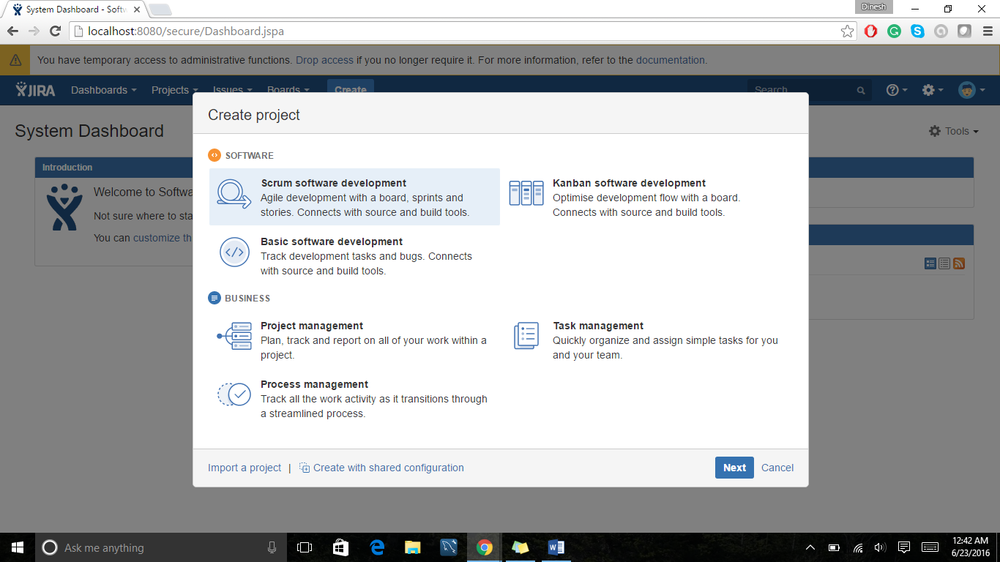 System Dashboard - Softw
Dinesh
localhost:8080/secure/Dashboard.jspa
You have temporary access to administrative functions. Drop access if you no longer require it. For more information, refer to the documentation.
JIRA Dashboards Projects Issues Boards Create Search
System Dashboard
Tools
Introduction
Welcome to Softwa
Not sure where to sta
You can customize th
Create project
SOFTWARE
Scrum software development
Agile development with a board, sprints and
stories. Connects with source and build tools.
Kanban software development
Optimise development flow with a board.
Connects with source and build tools.
Basic software development
Track development tasks and bugs. Connects
with source and build tools.
BUSINESS
Project management
Plan, track and report on all of your work within a
project.
Task management
Quickly organize and assign simple tasks for you
and your team.
Process management
Track all the work activity as it transitions through
a streamlined process.
Import a project | Create with shared configuration
Next Cancel
Ask me anything
12:42 AM
6/23/2016